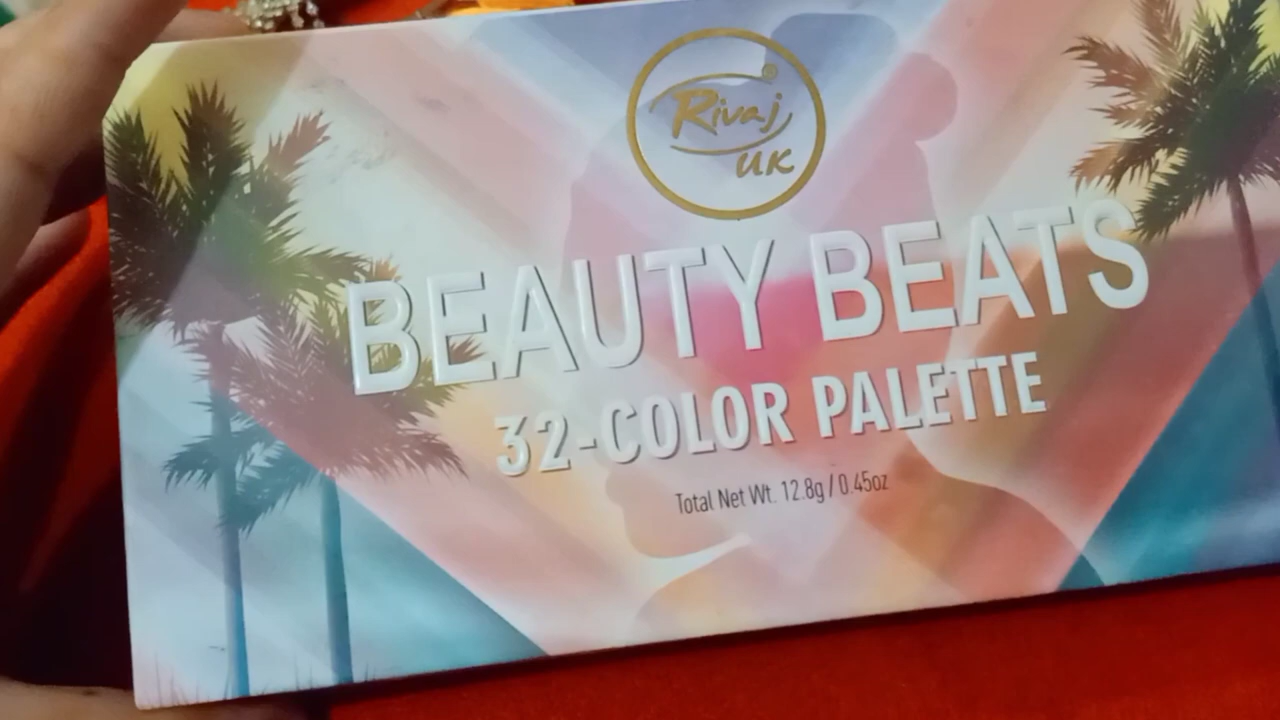 Rivaj®
UK
BEAUTY BEATS
32-COLOR PALETTE
Total Net Wt. 12.8g / 0.45oz